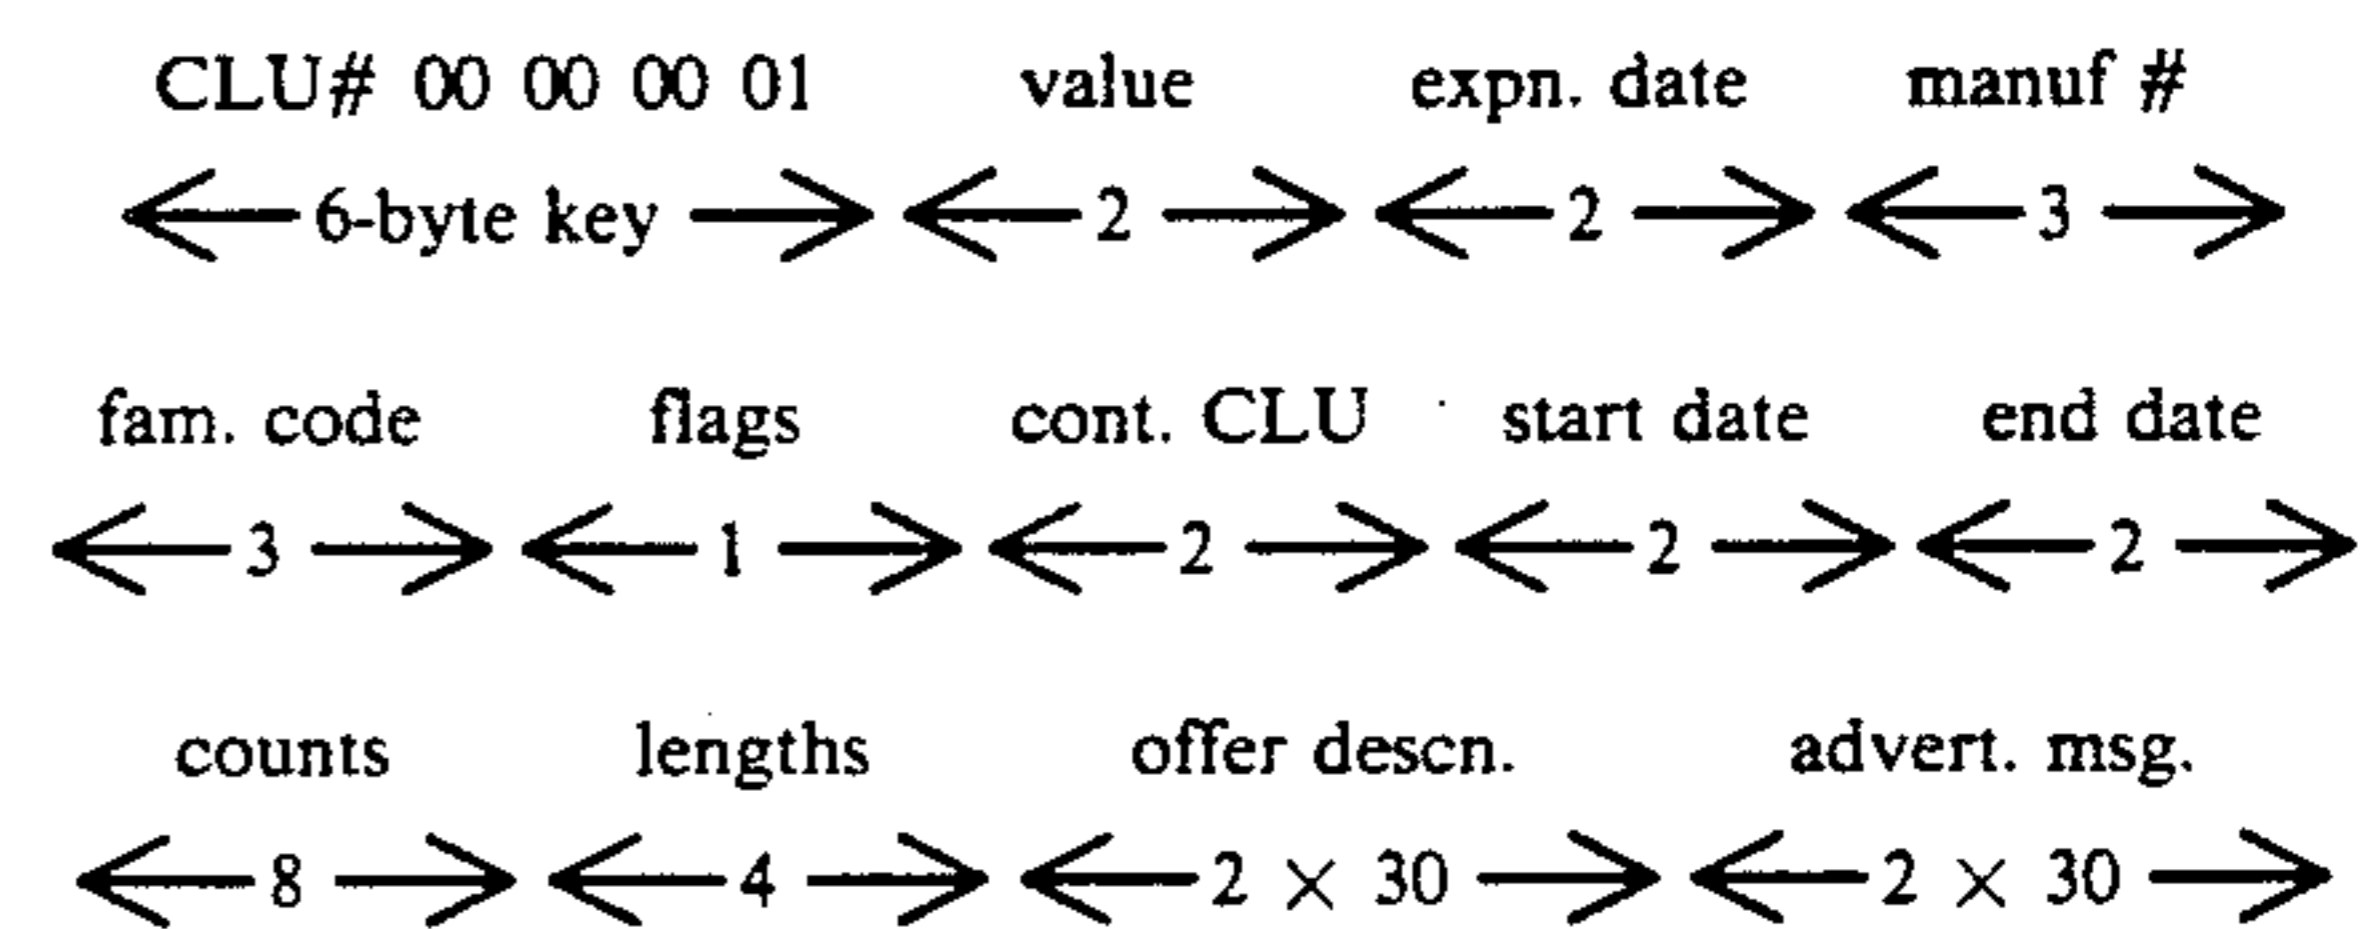 CLU# 00 00 00 01 value expn. date manuf #
6-byte key 2 2 3
fam. code flags cont. CLU start date end date
3 1 2 2 2
counts lengths offer descn. advert. msg.
8 4 2 × 30 2 × 30